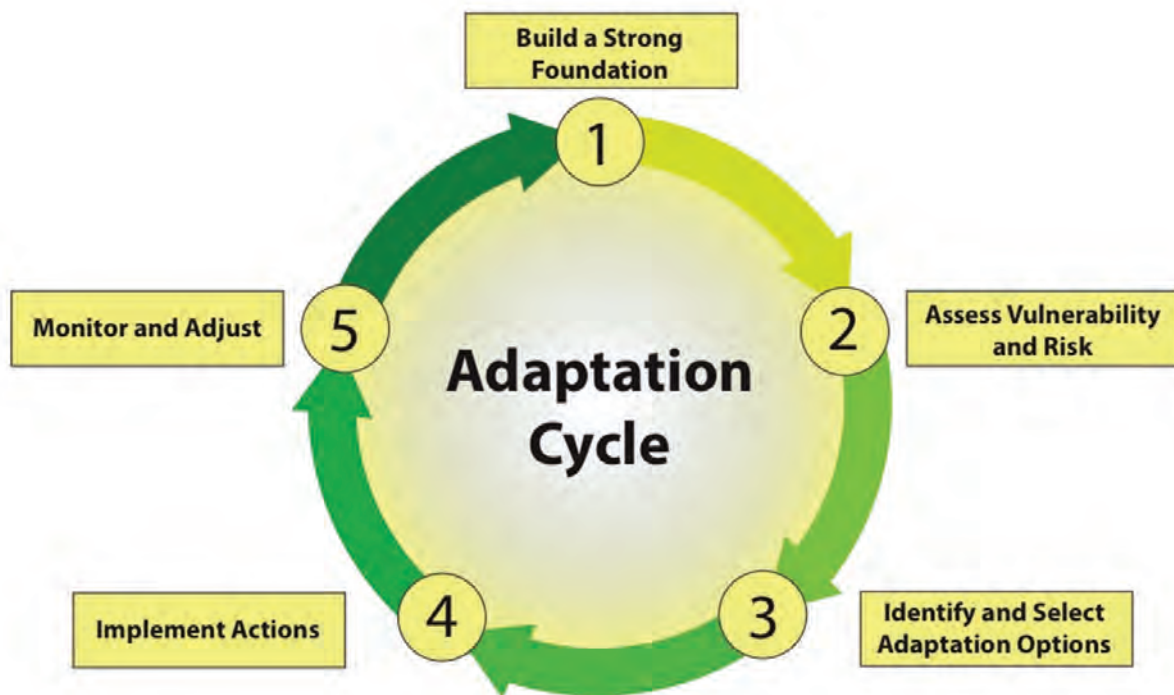 Build a Strong
Foundation
1
2
Assess Vulnerability
and Risk
3
Identify and Select
Adaptation Options
4
Implement Actions
5
Monitor and Adjust
Adaptation
Cycle